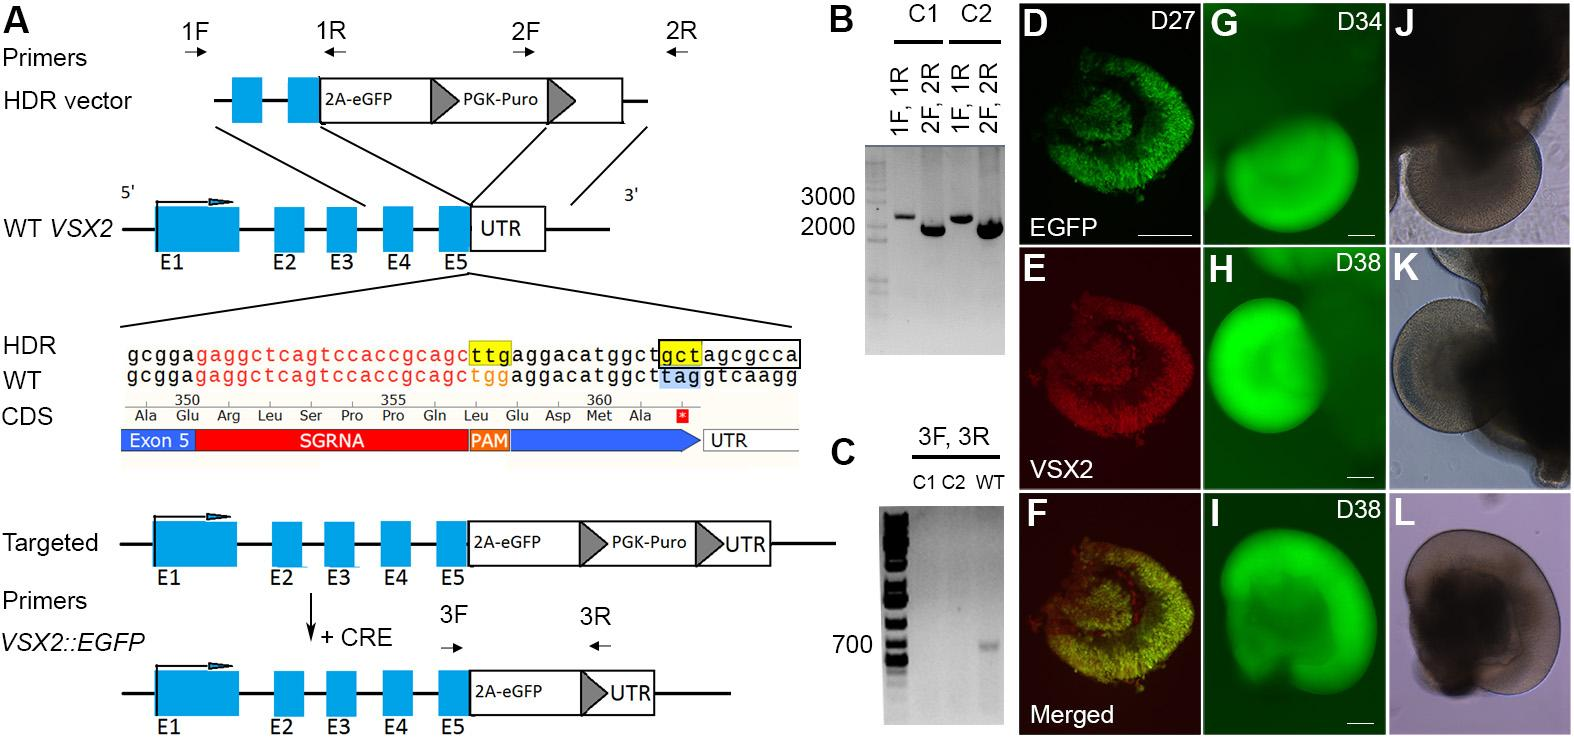 A
1F 1R 2F 2R
Primers
HDR vector
2A-eGFP PGK-Puro
5' 3'
WT VSX2
UTR
E1 E2 E3 E4 E5
HDR
gcggagaggctcagtccaccgcagcttgaggacatggctgctagcgcca
WT
gcggagaggctcagtccaccgcagctggaggacatggcttaggtcaagg
350 355 360
CDS
Ala Glu Arg Leu Ser Pro Pro Gln Leu Glu Asp Met Ala *
Exon 5 SGRNA PAM UTR
Targeted
2A-eGFP PGK-Puro UTR
E1 E2 E3 E4 E5
Primers
3F 3R
VSX2::EGFP
+ CRE
2A-eGFP UTR
E1 E2 E3 E4 E5
B
C1 C2
1F, 1R
2F, 2R
1F, 1R
2F, 2R
3000
2000
C
3F, 3R
C1 C2 WT
700
D D27
EGFP
E
VSX2
F
Merged
G D34
H D38
I D38
J
K
L